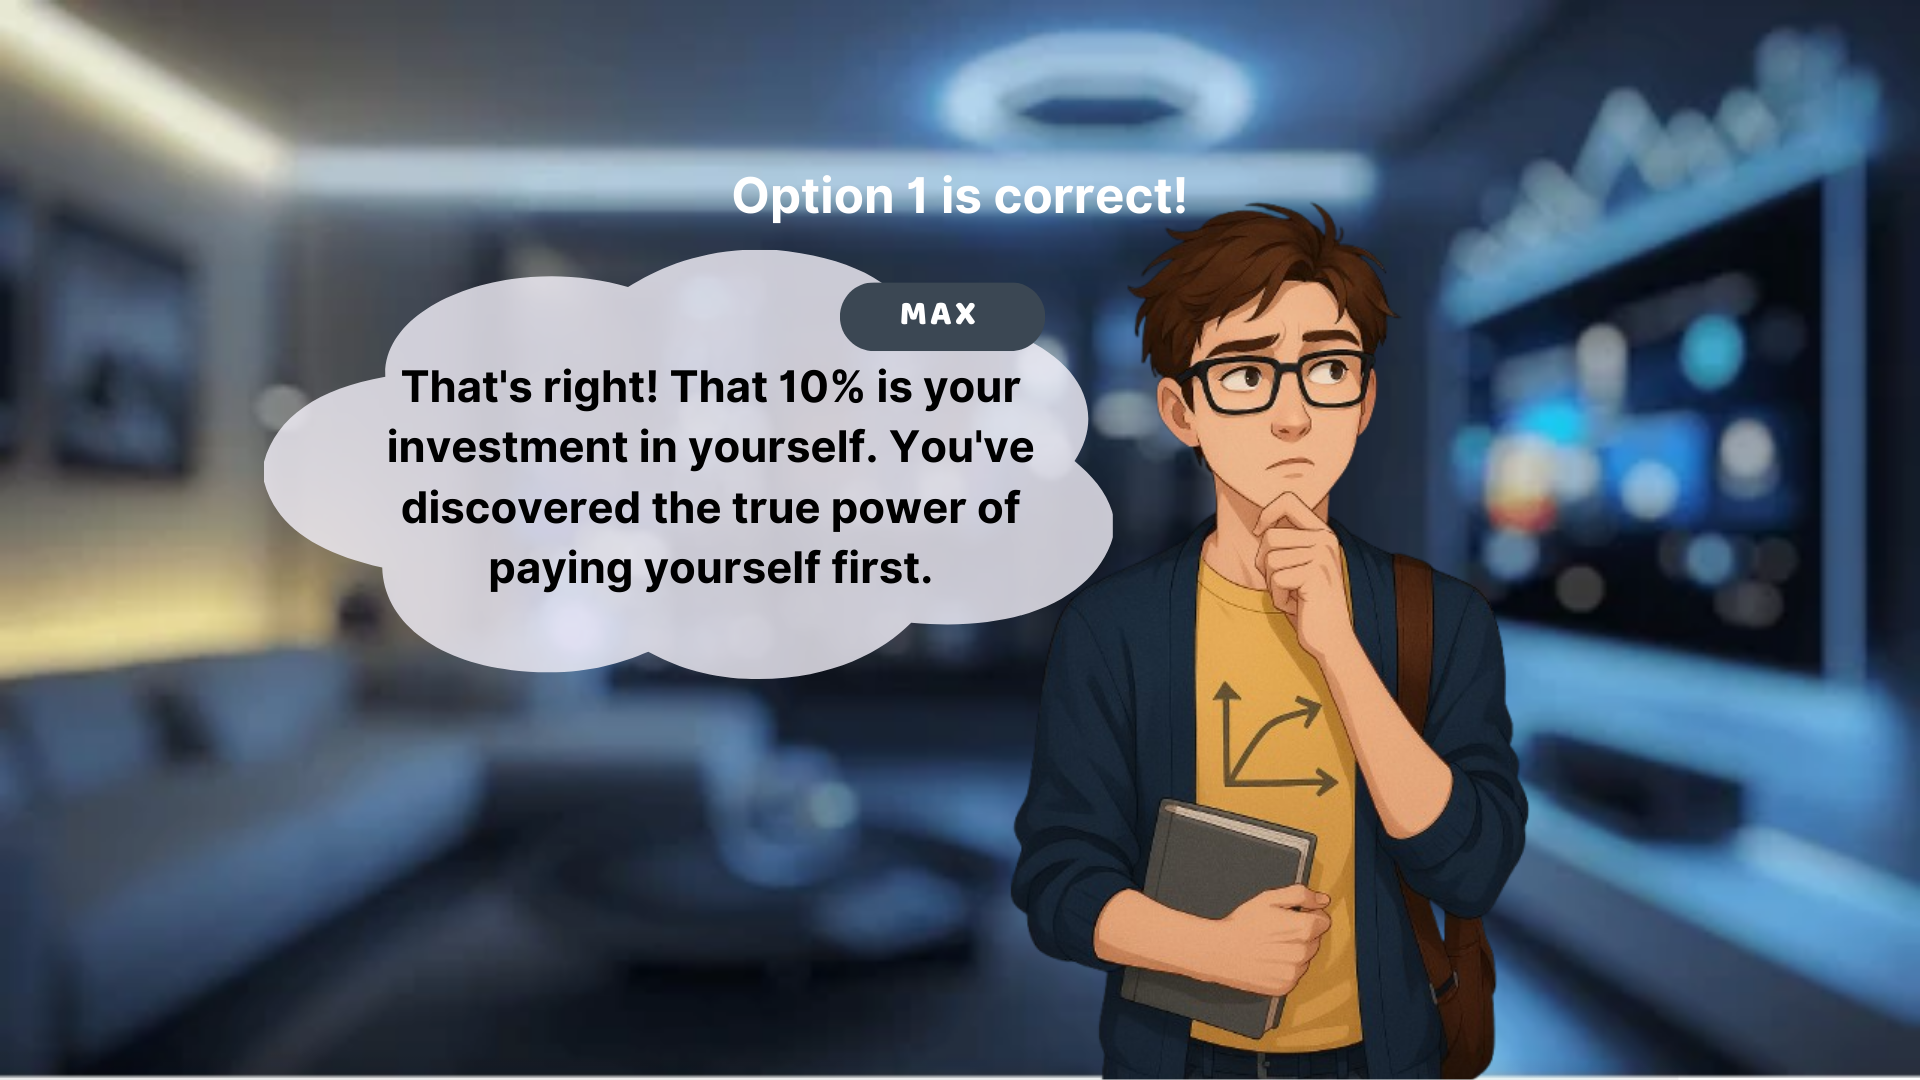 Option 1 is correct!
MAX
That's right! That 10% is your
investment in yourself. You've
discovered the true power of
paying yourself first.